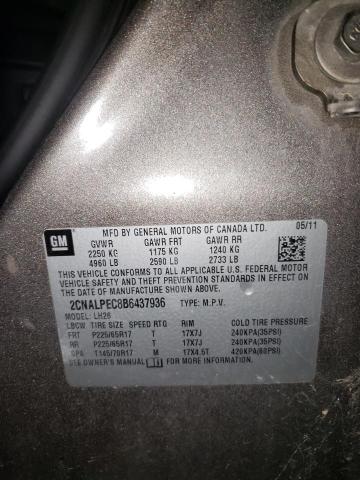 GM
MFD BY GENERAL MOTORS OF CANADA LTD. 05/11
GVWR GAWR FRT GAWR RR
2250 KG 1175 KG 1240 KG
4960 LB 2590 LB 2733 LB
THIS VEHICLE CONFORMS TO ALL APPLICABLE U.S. FEDERAL
MOTOR VEHICLE SAFETY AND THEFT PREVENTION STANDARDS
IN EFFECT ON THE DATE OF MANUFACTURE SHOWN ABOVE.
2CNALPEC8B6437936 TYPE: M.P.V.
MODEL: LH26
LBCW TIRE SIZE SPEED RTG RIM COLD TIRE PRESSURE
FRT P225/65R17 T 17X7J 240KPA(35PSI)
RR P225/65R17 T 17X7J 240KPA(35PSI)
SPA T145/70R17 M 17X4.5T 420KPA(60PSI)
SEE OWNER'S MANUAL FOR ADDITIONAL INFORMATION.